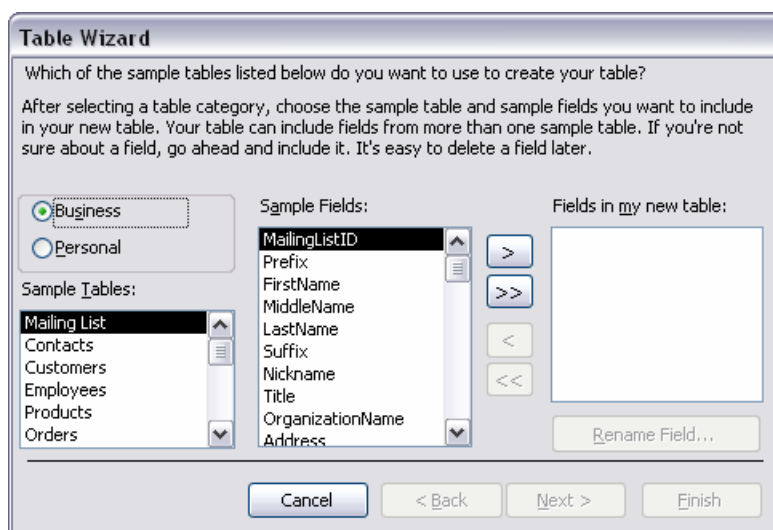 Table Wizard
Which of the sample tables listed below do you want to use to create your table?
After selecting a table category, choose the sample table and sample fields you want to include
in your new table. Your table can include fields from more than one sample table. If you're not
sure about a field, go ahead and include it. It's easy to delete a field later.
Business
Personal
Sample Tables:
Mailing List
Contacts
Customers
Employees
Products
Orders
Sample Fields:
MailingListID
Prefix
FirstName
MiddleName
LastName
Suffix
Nickname
Title
OrganizationName
Address
>
>>
<
<<
Fields in my new table:
Rename Field...
Cancel
< Back
Next >
Finish